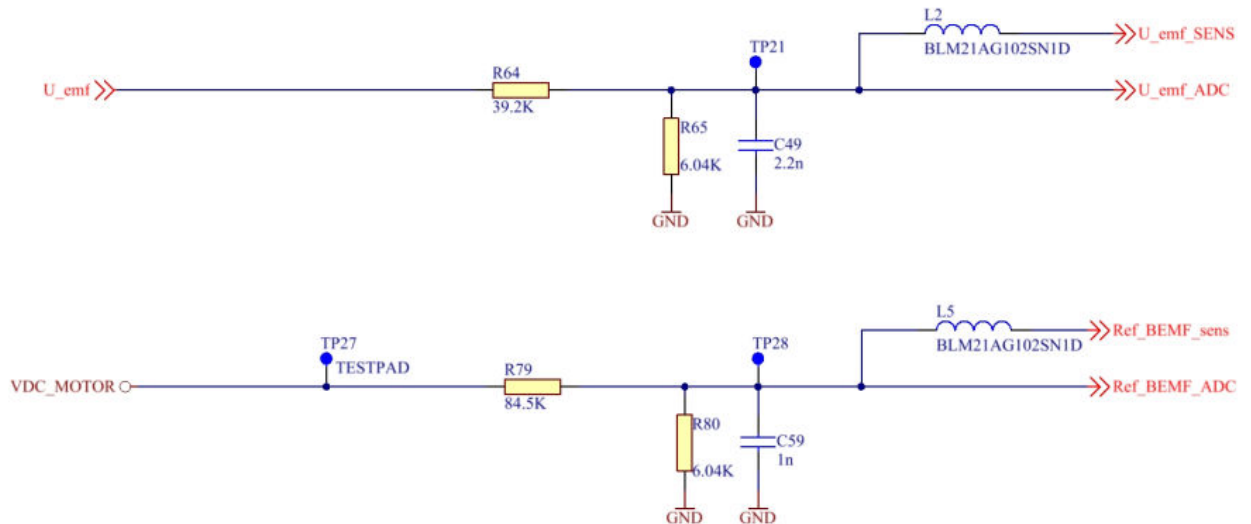 L2
BLM21AG102SN1D
U_emf_SENS
TP21
R64
39.2K
U_emf
U_emf_ADC
R65
6.04K
C49
2.2n
GND
GND
L5
BLM21AG102SN1D
Ref_BEMF_sens
TP27
TESTPAD
TP28
R79
84.5K
VDC_MOTOR
Ref_BEMF_ADC
R80
6.04K
C59
1n
GND
GND